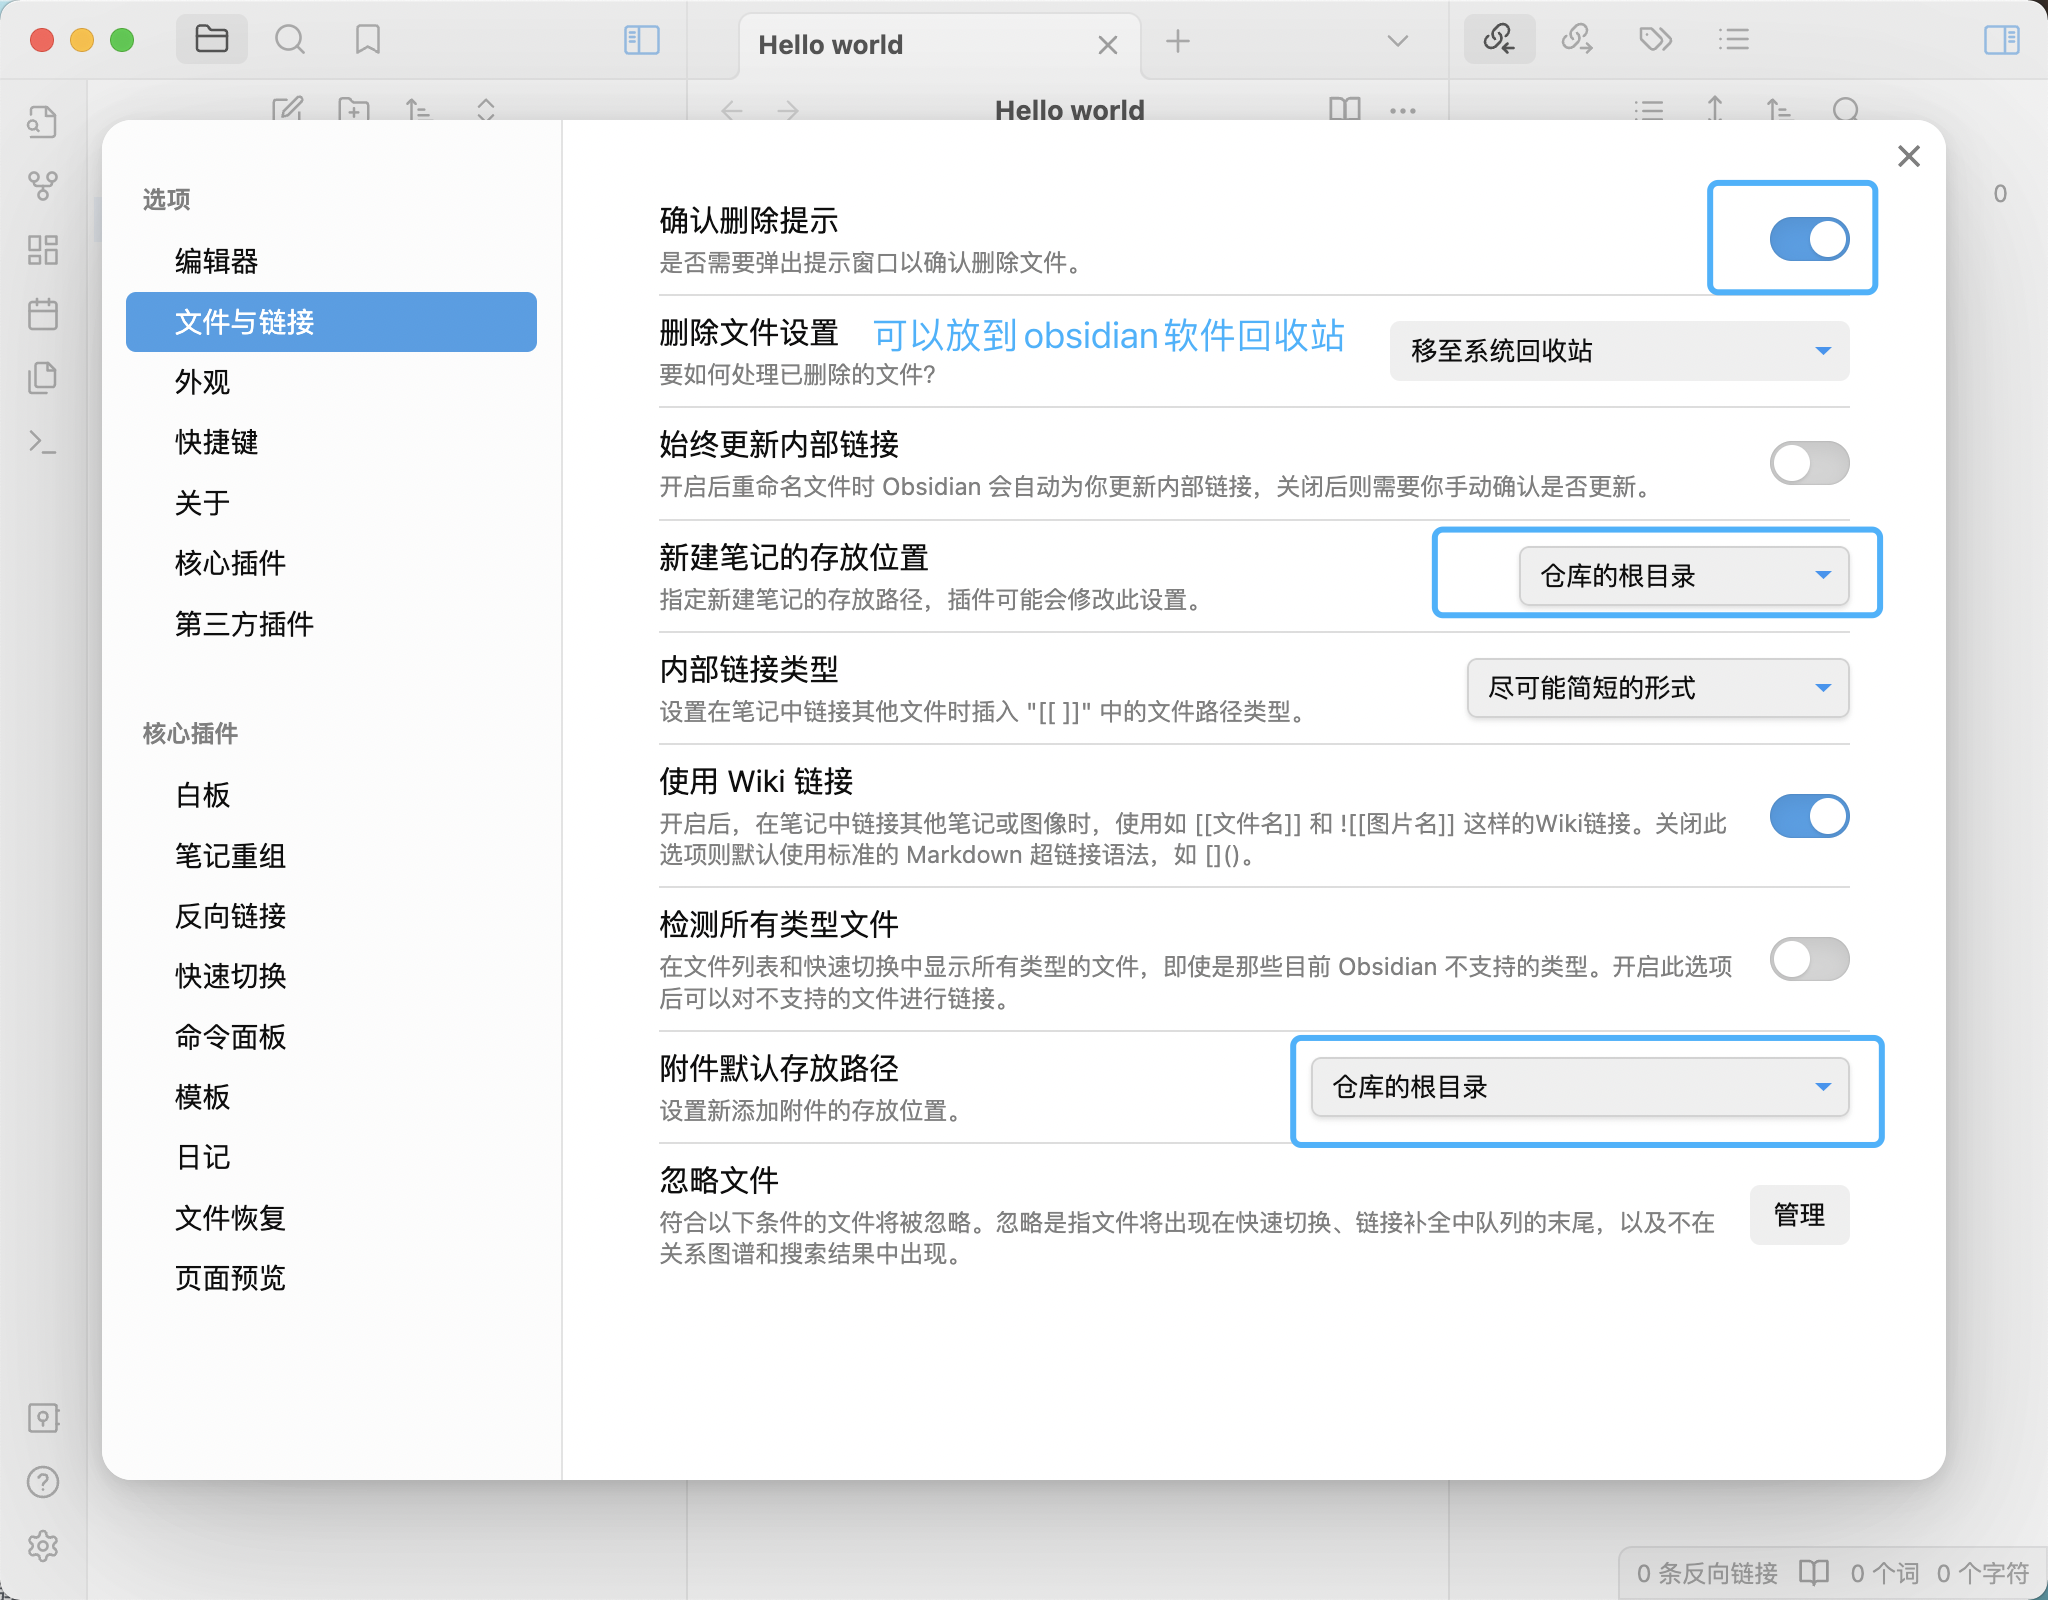 Hello world
Hello world
0
选项
编辑器
文件与链接
外观
快捷键
关于
核心插件
第三方插件
核心插件
白板
笔记重组
反向链接
快速切换
命令面板
模板
日记
文件恢复
页面预览
确认删除提示
是否需要弹出提示窗口以确认删除文件。
删除文件设置 可以放到obsidian软件回收站
要如何处理已删除的文件?
移至系统回收站
始终更新内部链接
开启后重命名文件时 Obsidian 会自动为你更新内部链接，关闭后则需要你手动确认是否更新。
新建笔记的存放位置
指定新建笔记的存放路径，插件可能会修改此设置。
仓库的根目录
内部链接类型
设置在笔记中链接其他文件时插入 "[[ ]]" 中的文件路径类型。
尽可能简短的形式
使用 Wiki 链接
开启后，在笔记中链接其他笔记或图像时，使用如 [[文件名]] 和 ![[图片名]] 这样的Wiki链接。关闭此
选项则默认使用标准的 Markdown 超链接语法，如 []()。
检测所有类型文件
在文件列表和快速切换中显示所有类型的文件，即使是那些目前 Obsidian 不支持的类型。开启此选项
后可以对不支持的文件进行链接。
附件默认存放路径
设置新添加附件的存放位置。
仓库的根目录
忽略文件
符合以下条件的文件将被忽略。忽略是指文件将出现在快速切换、链接补全中队列的末尾，以及不在
关系图谱和搜索结果中出现。
管理
0 条反向链接 0 个词 0 个字符